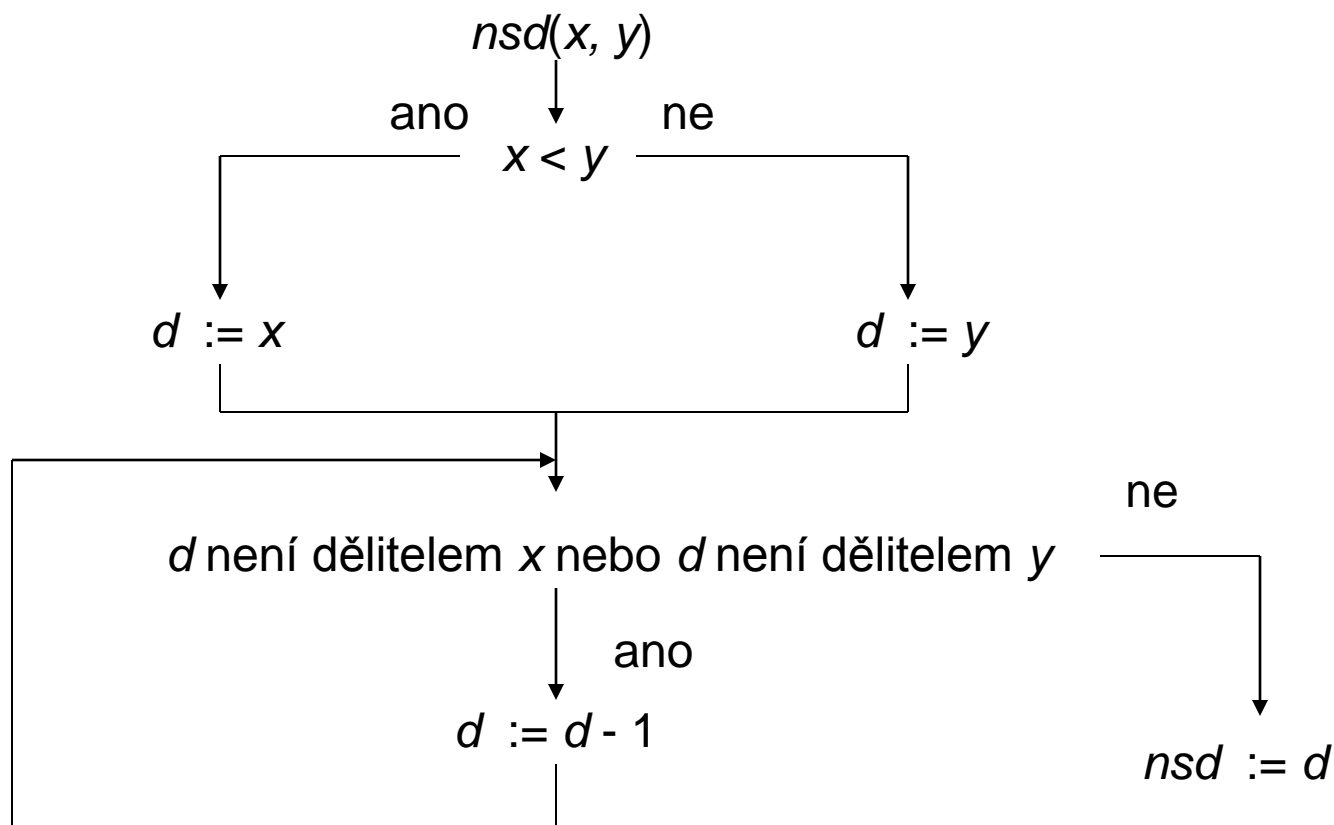 nsd(x, y)
ano
ne
x < y
d := x
d := y
ne
d není dělitelem x nebo d není dělitelem y
ano
d := d - 1
nsd := d